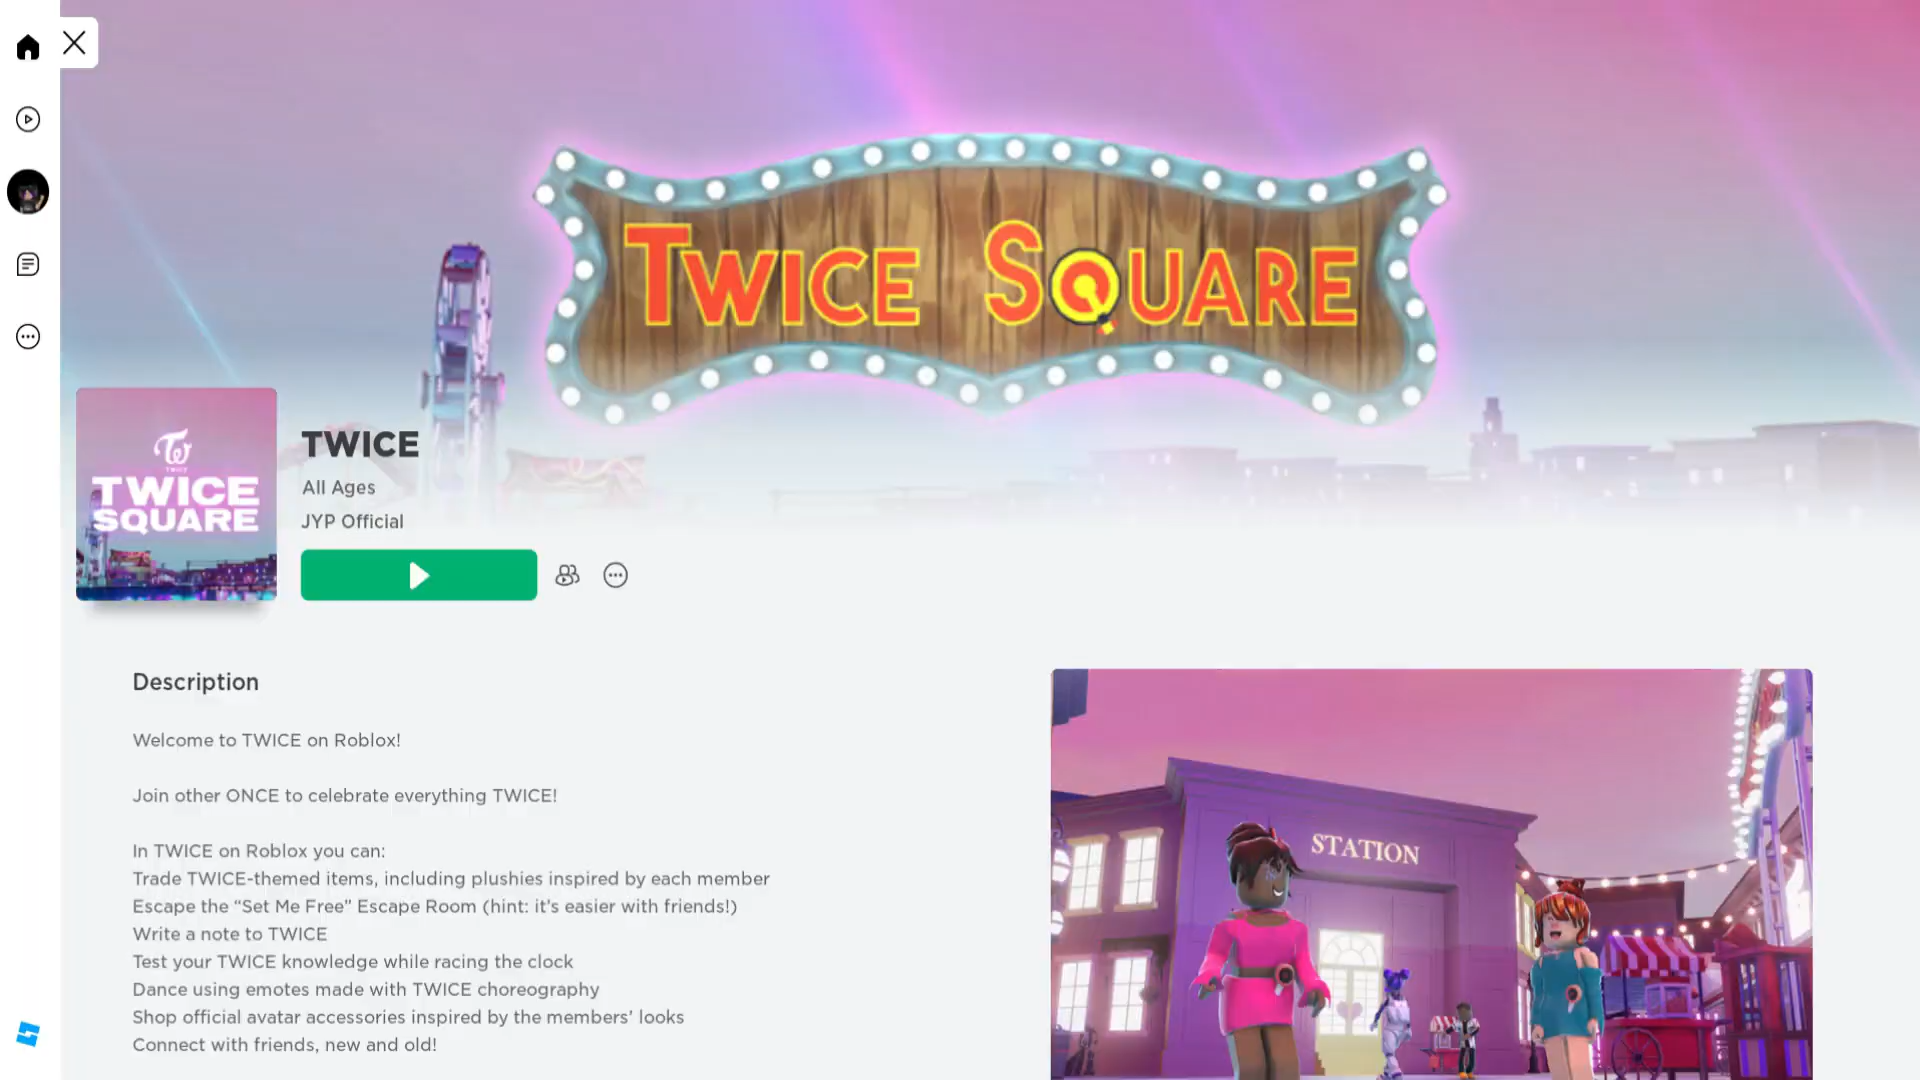 TWICE SQUARE
TWICE
TWICE
SQUARE
TWICE
All Ages
JYP Official
Description
Welcome to TWICE on Roblox!
Join other ONCE to celebrate everything TWICE!
In TWICE on Roblox you can:
Trade TWICE-themed items, including plushies inspired by each member
Escape the “Set Me Free” Escape Room (hint: it’s easier with friends!)
Write a note to TWICE
Test your TWICE knowledge while racing the clock
Dance using emotes made with TWICE choreography
Shop official avatar accessories inspired by the members’ looks
Connect with friends, new and old!
STATION